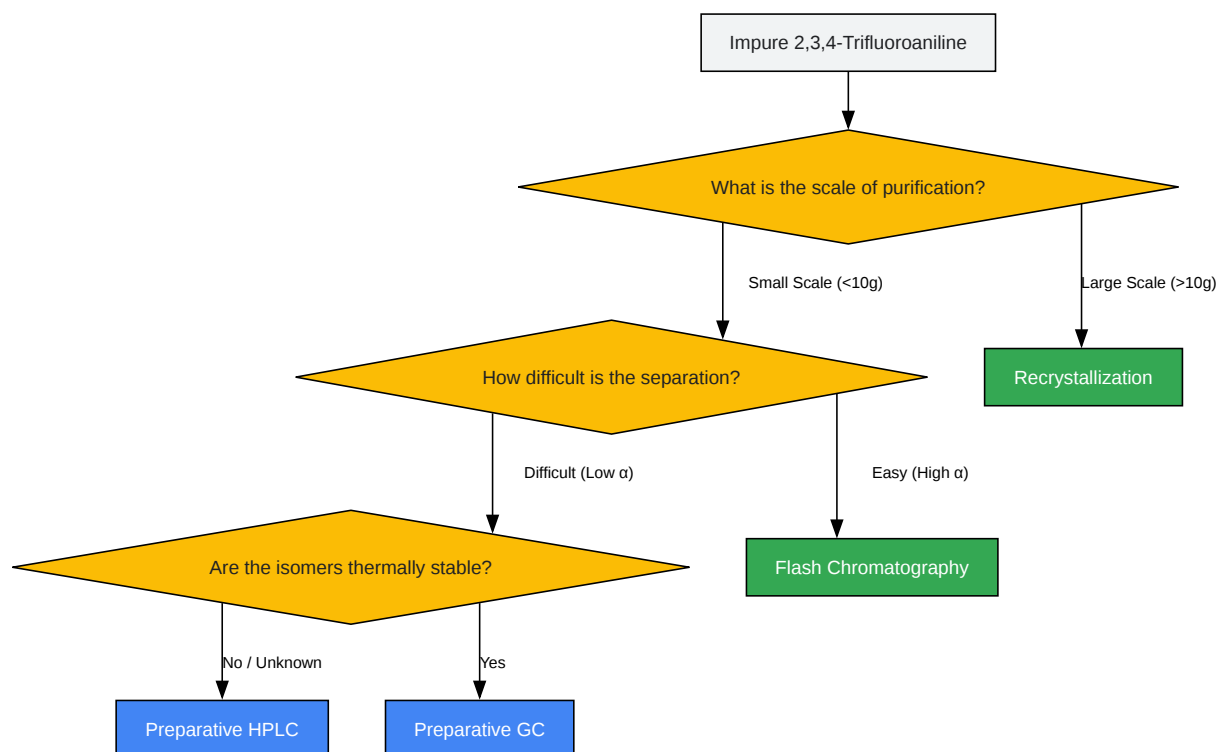 Impure 2,3,4-Trifluoroaniline
What is the scale of purification?
Small Scale (<10g)
Large Scale (>10g)
How difficult is the separation?
Recrystallization
Difficult (Low α)
Easy (High α)
Are the isomers thermally stable?
Flash Chromatography
No / Unknown
Yes
Preparative HPLC
Preparative GC